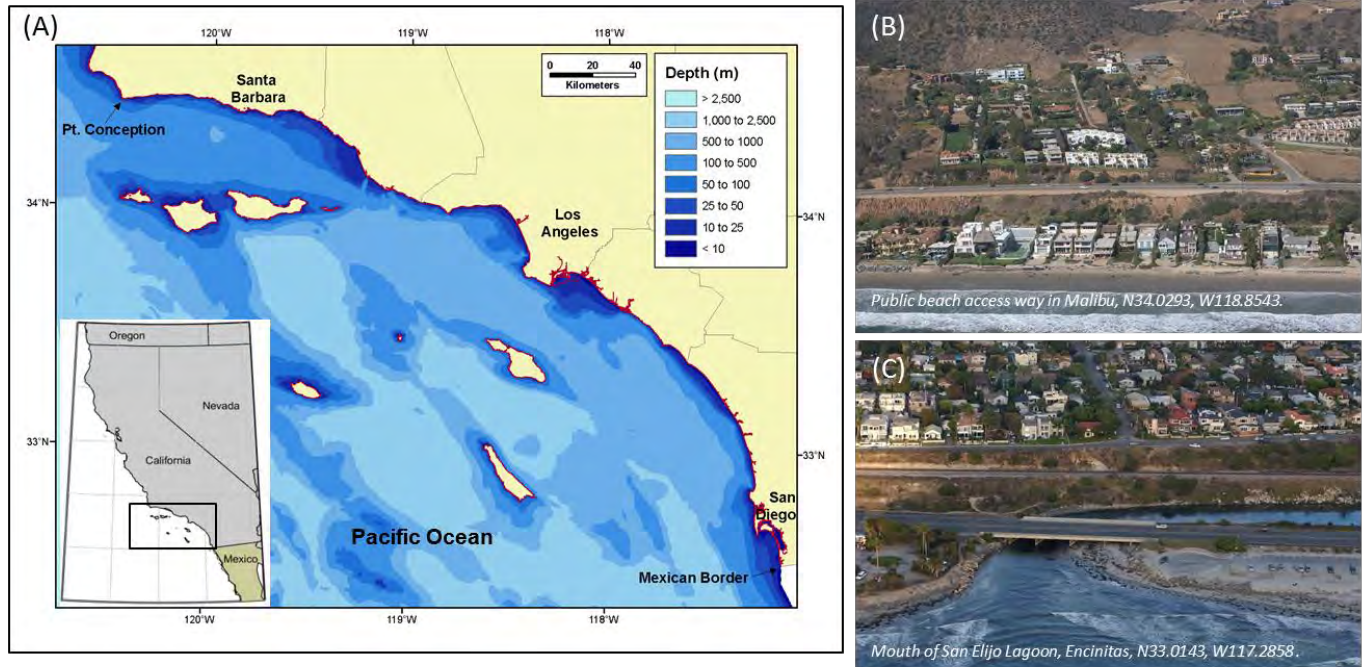 (A)
120°W
119°W
118°W
Santa
Barbara
Pt. Conception
0 20 40
Kilometers
Depth (m)
> 2,500
1,000 to 2,500
500 to 1000
100 to 500
50 to 100
25 to 50
10 to 25
< 10
34°N
34°N
Los
Angeles
33°N
33°N
San
Diego
Pacific Ocean
Mexican Border
Oregon
Nevada
California
Mexico
120°W
119°W
118°W
(B)
Public beach access way in Malibu, N34.0293, W118.8543.
(C)
Mouth of San Elijo Lagoon, Encinitas, N33.0143, W117.2858.